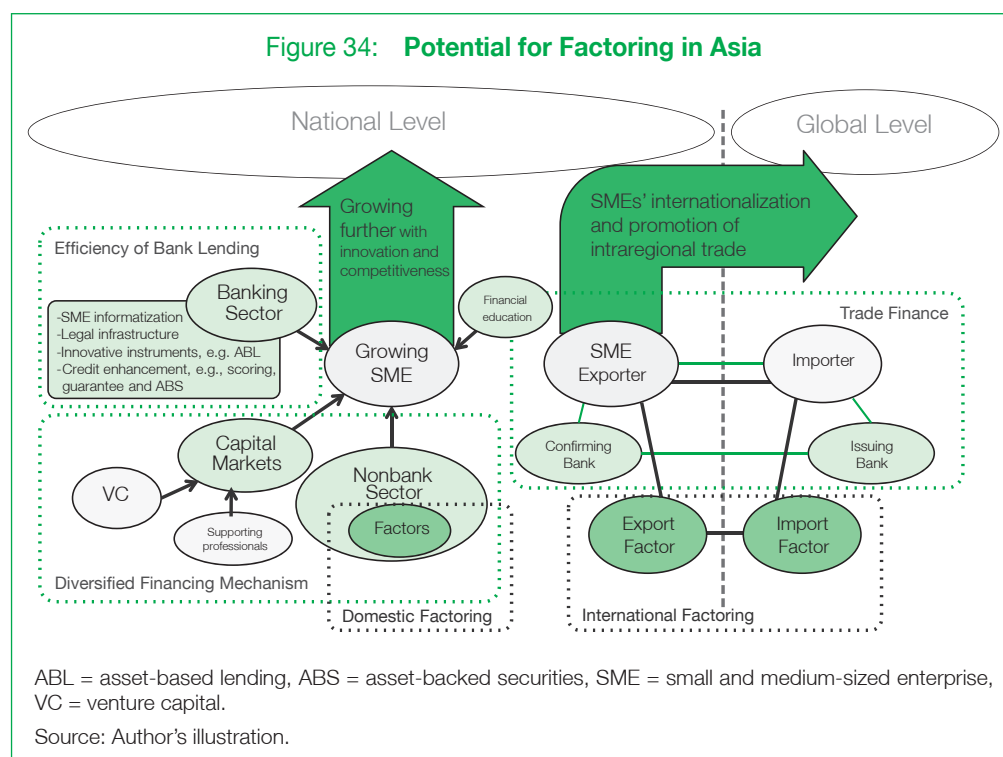 Figure 34: Potential for Factoring in Asia
National Level
Global Level
Growing
further with
innovation and
competitiveness
SMEs' internationalization
and promotion of
intraregional trade
Efficiency of Bank Lending
Banking
Sector
-SME informatization
-Legal infrastructure
-Innovative instruments, e.g. ABL
-Credit enhancement, e.g., scoring,
guarantee and ABS
Financial
education
Growing
SME
Trade Finance
SME
Exporter
Importer
Confirming
Bank
Issuing
Bank
Capital
Markets
VC
Supporting
professionals
Nonbank
Sector
Factors
Diversified Financing Mechanism
Domestic Factoring
Export
Factor
Import
Factor
International Factoring
ABL = asset-based lending, ABS = asset-backed securities, SME = small and medium-sized enterprise,
VC = venture capital.
Source: Author's illustration.